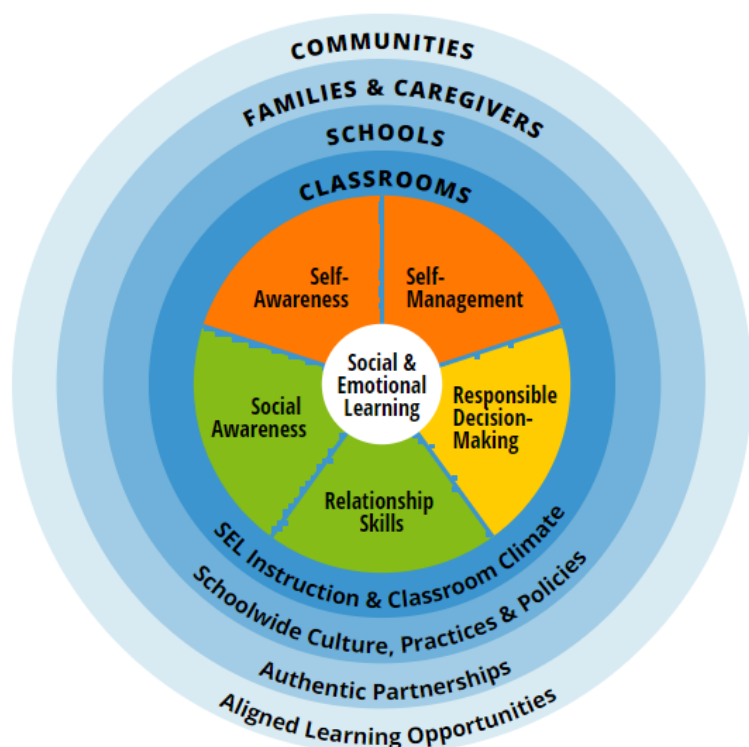 COMMUNITIES
FAMILIES & CAREGIVERS
SCHOOLS
CLASSROOMS
Self-
Awareness
Self-
Management
Social &
Emotional
Learning
Social
Awareness
Responsible
Decision-
Making
Relationship
Skills
SEL Instruction & Classroom Climate
Schoolwide Culture, Practices & Policies
Authentic Partnerships
Aligned Learning Opportunities